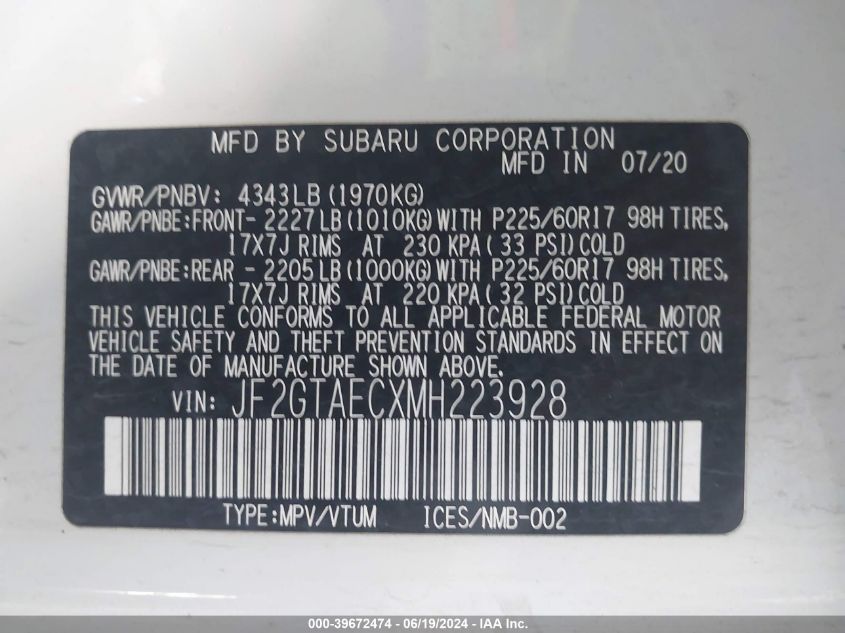 MFD BY SUBARU CORPORATION
MFD IN 07/20
GVWR/PNBV: 4343LB (1970KG)
GAWR/PNBE:FRONT- 2227LB (1010KG) WITH P225/60R17 98H TIRES,
17X7J RIMS AT 230 KPA ( 33 PSI) COLD
GAWR/PNBE:REAR - 2205LB (1000KG) WITH P225/60R17 98H TIRES,
17X7J RIMS AT 220 KPA ( 32 PSI) COLD
THIS VEHICLE CONFORMS TO ALL APPLICABLE FEDERAL MOTOR
VEHICLE SAFETY AND THEFT PREVENTION STANDARDS IN EFFECT ON
THE DATE OF MANUFACTURE SHOWN ABOVE.
VIN: JF2GTAECXMH223928
TYPE:MPV/VTUM ICES/NMB-002
000-39672474 - 06/19/2024 - IAA Inc.